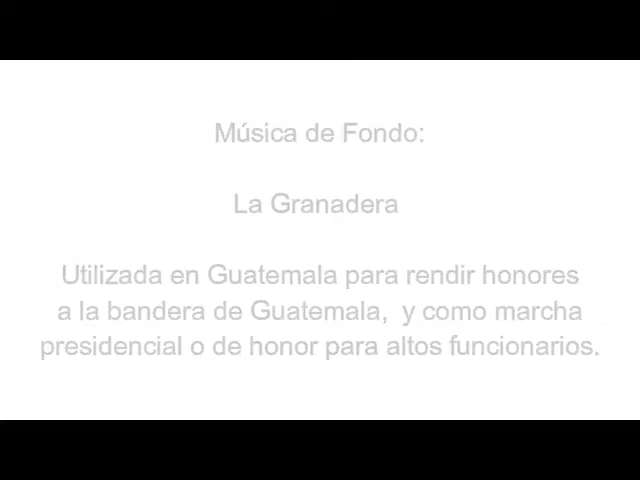 Música de Fondo:
La Granadera
Utilizada en Guatemala para rendir honores
a la bandera de Guatemala, y como marcha
presidencial o de honor para altos funcionarios.